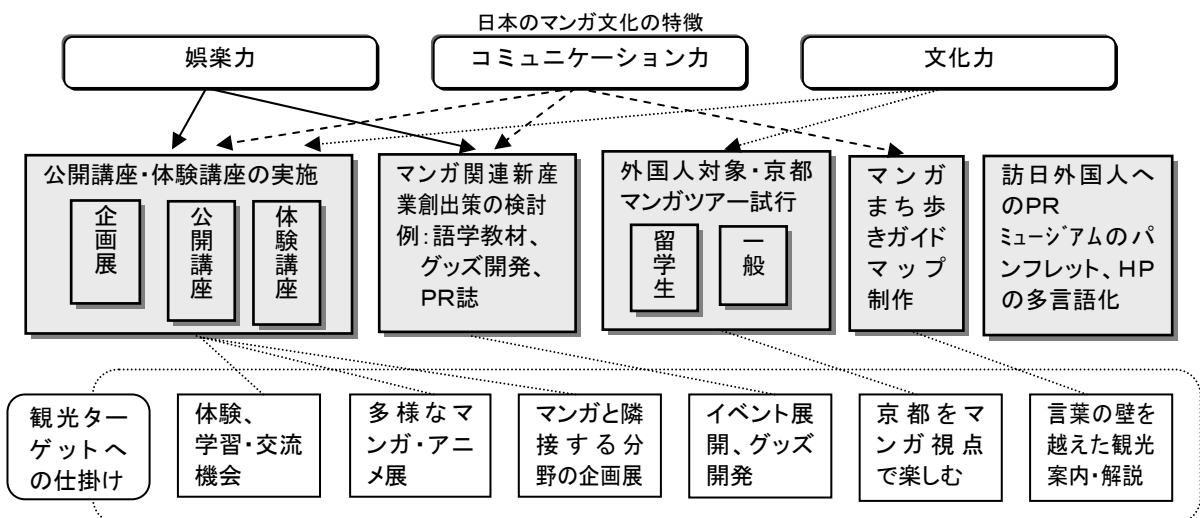 日本のマンガ文化の特徴
娯楽力
コミュニケーション力
文化力
公開講座・体験講座の実施
企画展
公開講座
体験講座
マンガ関連新産
業創出策の検討
例：語学教材、
グッズ開発、
PR誌
外国人対象・京都
マンガツアー試行
留学生
一般
マンガ
まち歩
きガイド
マップ
制作
訪日外国人へ
のPR
ﾐｭｰｼﾞｱﾑのパ
ンフレット、HP
の多言語化
観光ター
ゲットへ
の仕掛け
体験、
学習・交流
機会
多様なマ
ンガ・アニ
メ展
マンガと隣
接する分
野の企画展
イベント展
開、グッズ
開発
京都をマ
ンガ視点
で楽しむ
言葉の壁を
越えた観光
案内・解説